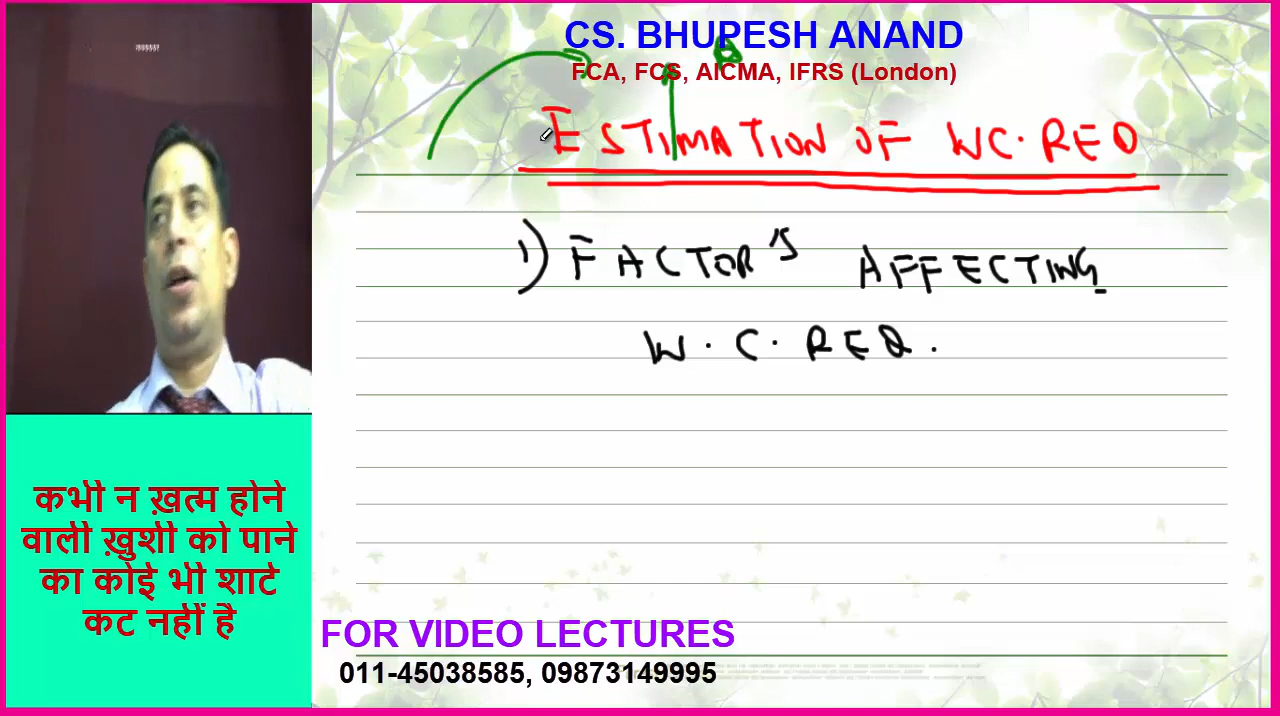 CS. BHUPESH ANAND
FCA, FCS, AICMA, IFRS (London)
ESTIMATION OF WC. REQ
1) FACTOR'S AFFECTING
W. C. REQ.
कभी न ख़त्म होने
वाली ख़ुशी को पाने
का कोई भी शार्ट
कट नहीं है
FOR VIDEO LECTURES
011-45038585, 09873149995